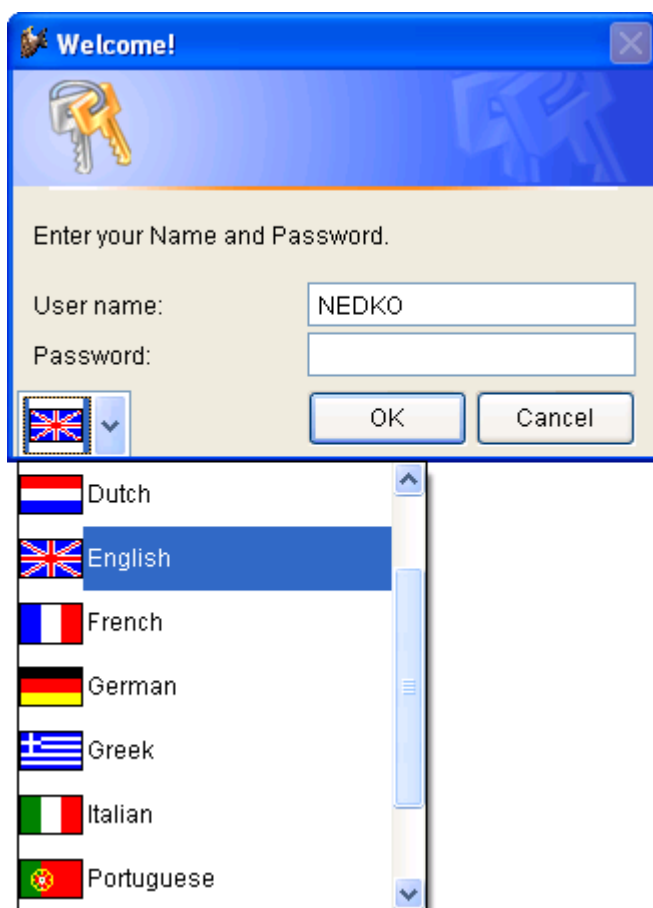 Welcome!
Enter your Name and Password.
User name: NEDKO
Password:
OK Cancel
Dutch
English
French
German
Greek
Italian
Portuguese